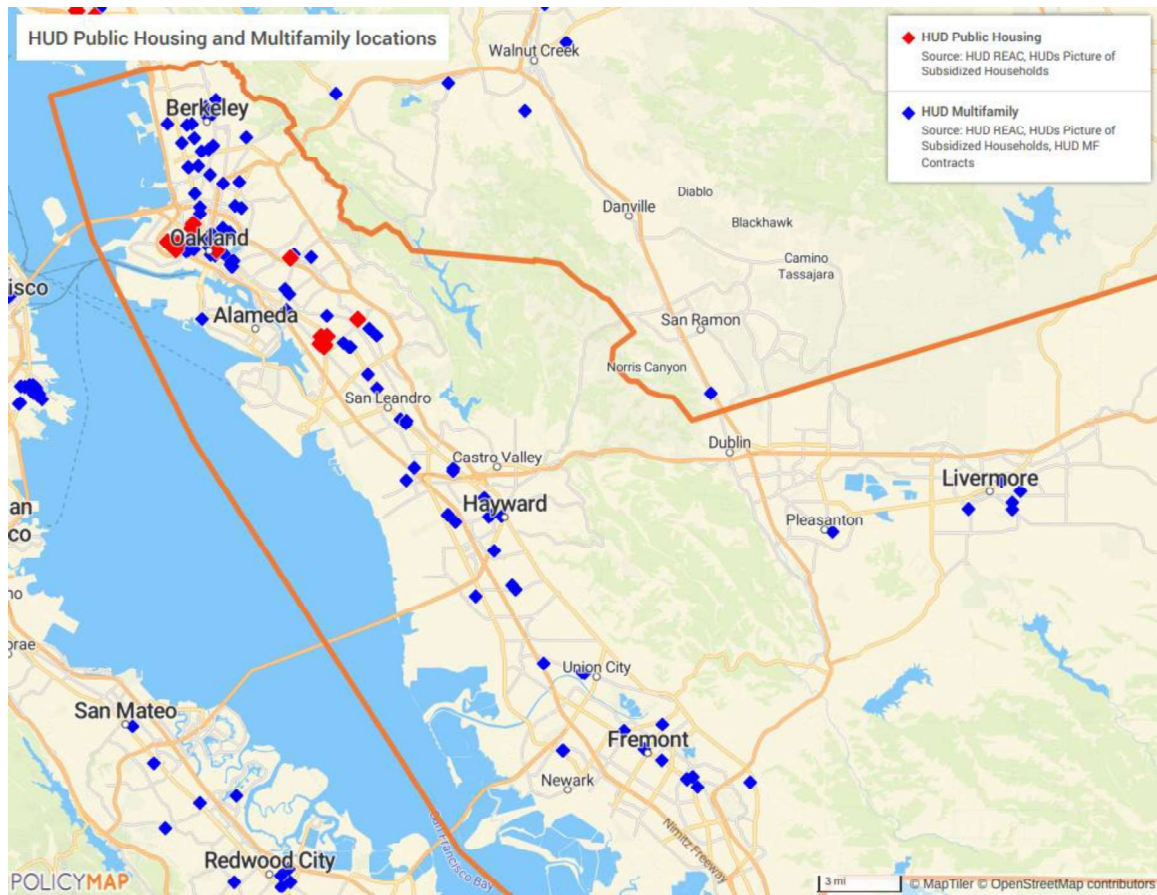 HUD Public Housing and Multifamily locations
HUD Public Housing
Source: HUD REAC, HUDs Picture of
Subsidized Households
HUD Multifamily
Source: HUD REAC, HUDs Picture of
Subsidized Households, HUD MF
Contracts
Walnut Creek
Berkeley
Diablo
Danville
Blackhawk
Oakland
Camino
Tassajara
isco
Alameda
San Ramon
Norris Canyon
San Leandro
Dublin
Castro Valley
Livermore
Hayward
an
co
Pleasanton
no
orae
Union City
San Mateo
Fremont
Newark
Nimitz Freeway
San Francisco Bay
Redwood City
POLICYMAP
3 mi
© MapTiler © OpenStreetMap contributors